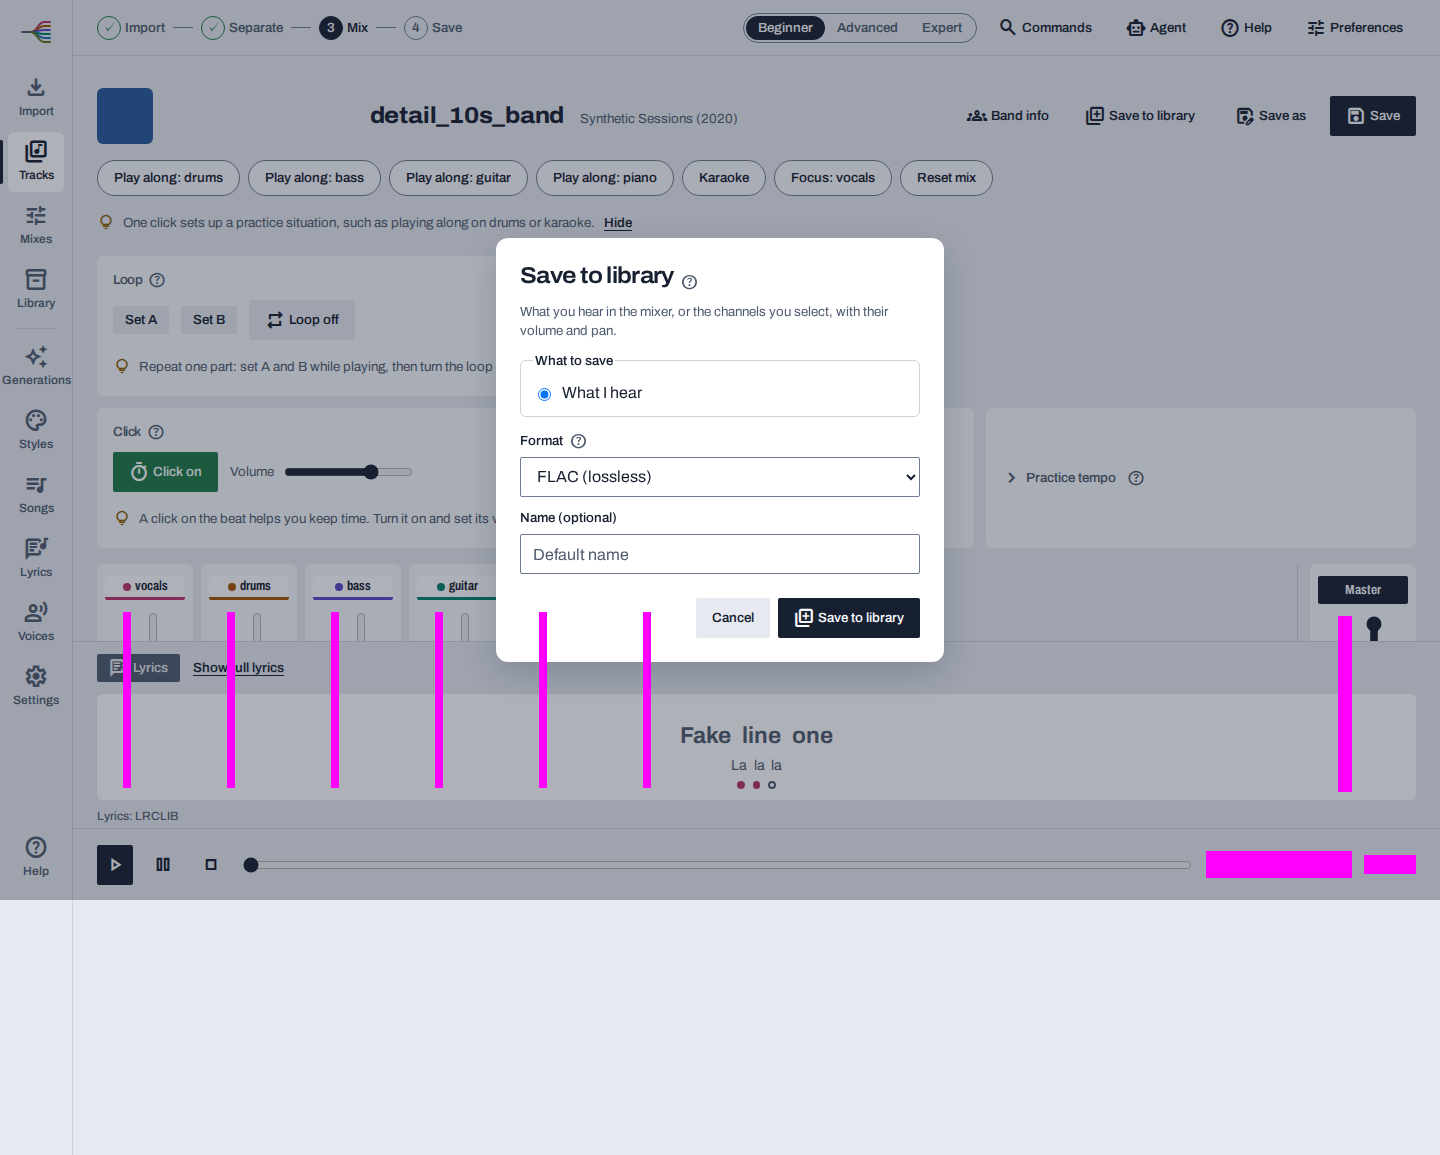 Import
Separate
3 Mix
4 Save
Beginner
Advanced
Expert
Commands
Agent
Help
Preferences
Import
Tracks
Mixes
Library
Generations
Styles
Songs
Lyrics
Voices
Settings
Help
detail_10s_band
Synthetic Sessions (2020)
Band info
Save to library
Save as
Save
Play along: drums
Play along: bass
Play along: guitar
Play along: piano
Karaoke
Focus: vocals
Reset mix
One click sets up a practice situation, such as playing along on drums or karaoke. Hide
Loop ?
Set A
Set B
Loop off
Repeat one part: set A and B while playing, then turn the loop
Click ?
Click on
Volume
A click on the beat helps you keep time. Turn it on and set its
Practice tempo ?
Save to library ?
What you hear in the mixer, or the channels you select, with their
volume and pan.
What to save
What I hear
Format ?
FLAC (lossless)
Name (optional)
Default name
Cancel
Save to library
vocals
drums
bass
guitar
Master
Lyrics
Show full lyrics
Fake line one
La la la
Lyrics: LRCLIB